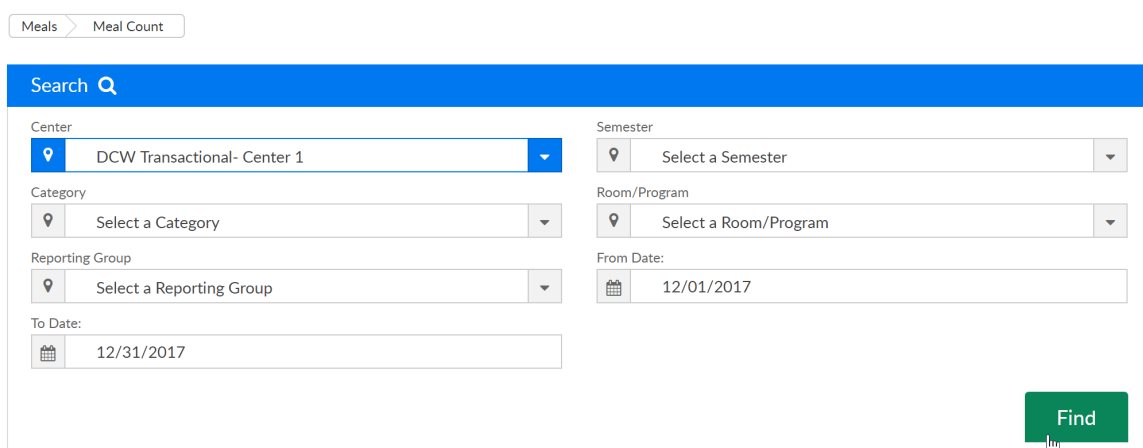 Meals Meal Count
Search
Center Semester
DCW Transactional- Center 1 Select a Semester
Category Room/Program
Select a Category Select a Room/Program
Reporting Group From Date:
Select a Reporting Group 12/01/2017
To Date:
12/31/2017
Find